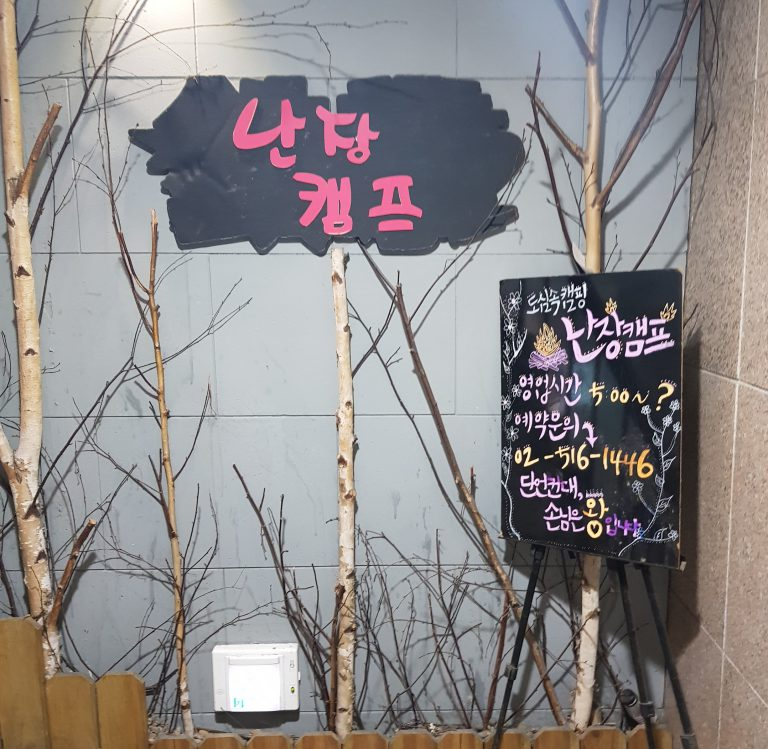 난장
캠프
도심속캠핑
난장캠프
영업시간 5:00~?
예약문의
02-516-1446
단언컨대,
손님은왕입니다